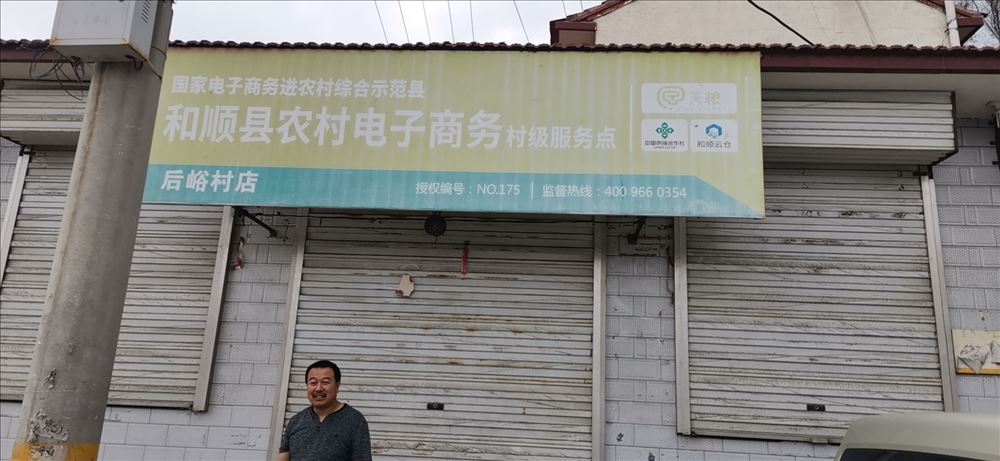 国家电子商务进农村综合示范县
和顺县农村电子商务 村级服务点
后峪村店
授权编号：NO.175 监督热线：400 966 0354
天粮
中国供销合作社
和顺云仓